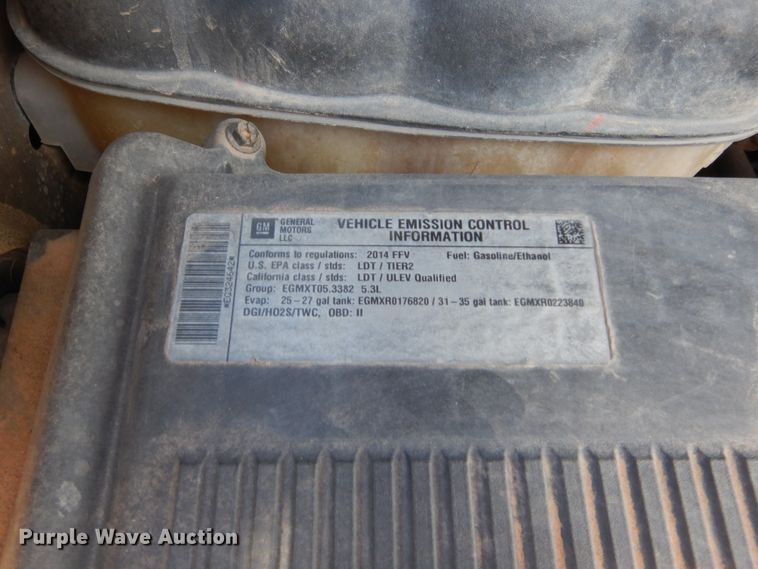 GM
GENERAL MOTORS LLC
VEHICLE EMISSION CONTROL INFORMATION
Conforms to regulations: 2014 FFV Fuel: Gasoline/Ethanol
U.S. EPA class / stds: LDT / TIER2
California class / stds: LDT / ULEV Qualified
Group: EGMXT05.3382 5.3L
Evap: 25-27 gal tank: EGMXR0176820 / 31-35 gal tank: EGMXR0223840
DGI/HO2S/TWC, OBD: II
*EG324642*
Purple Wave Auction